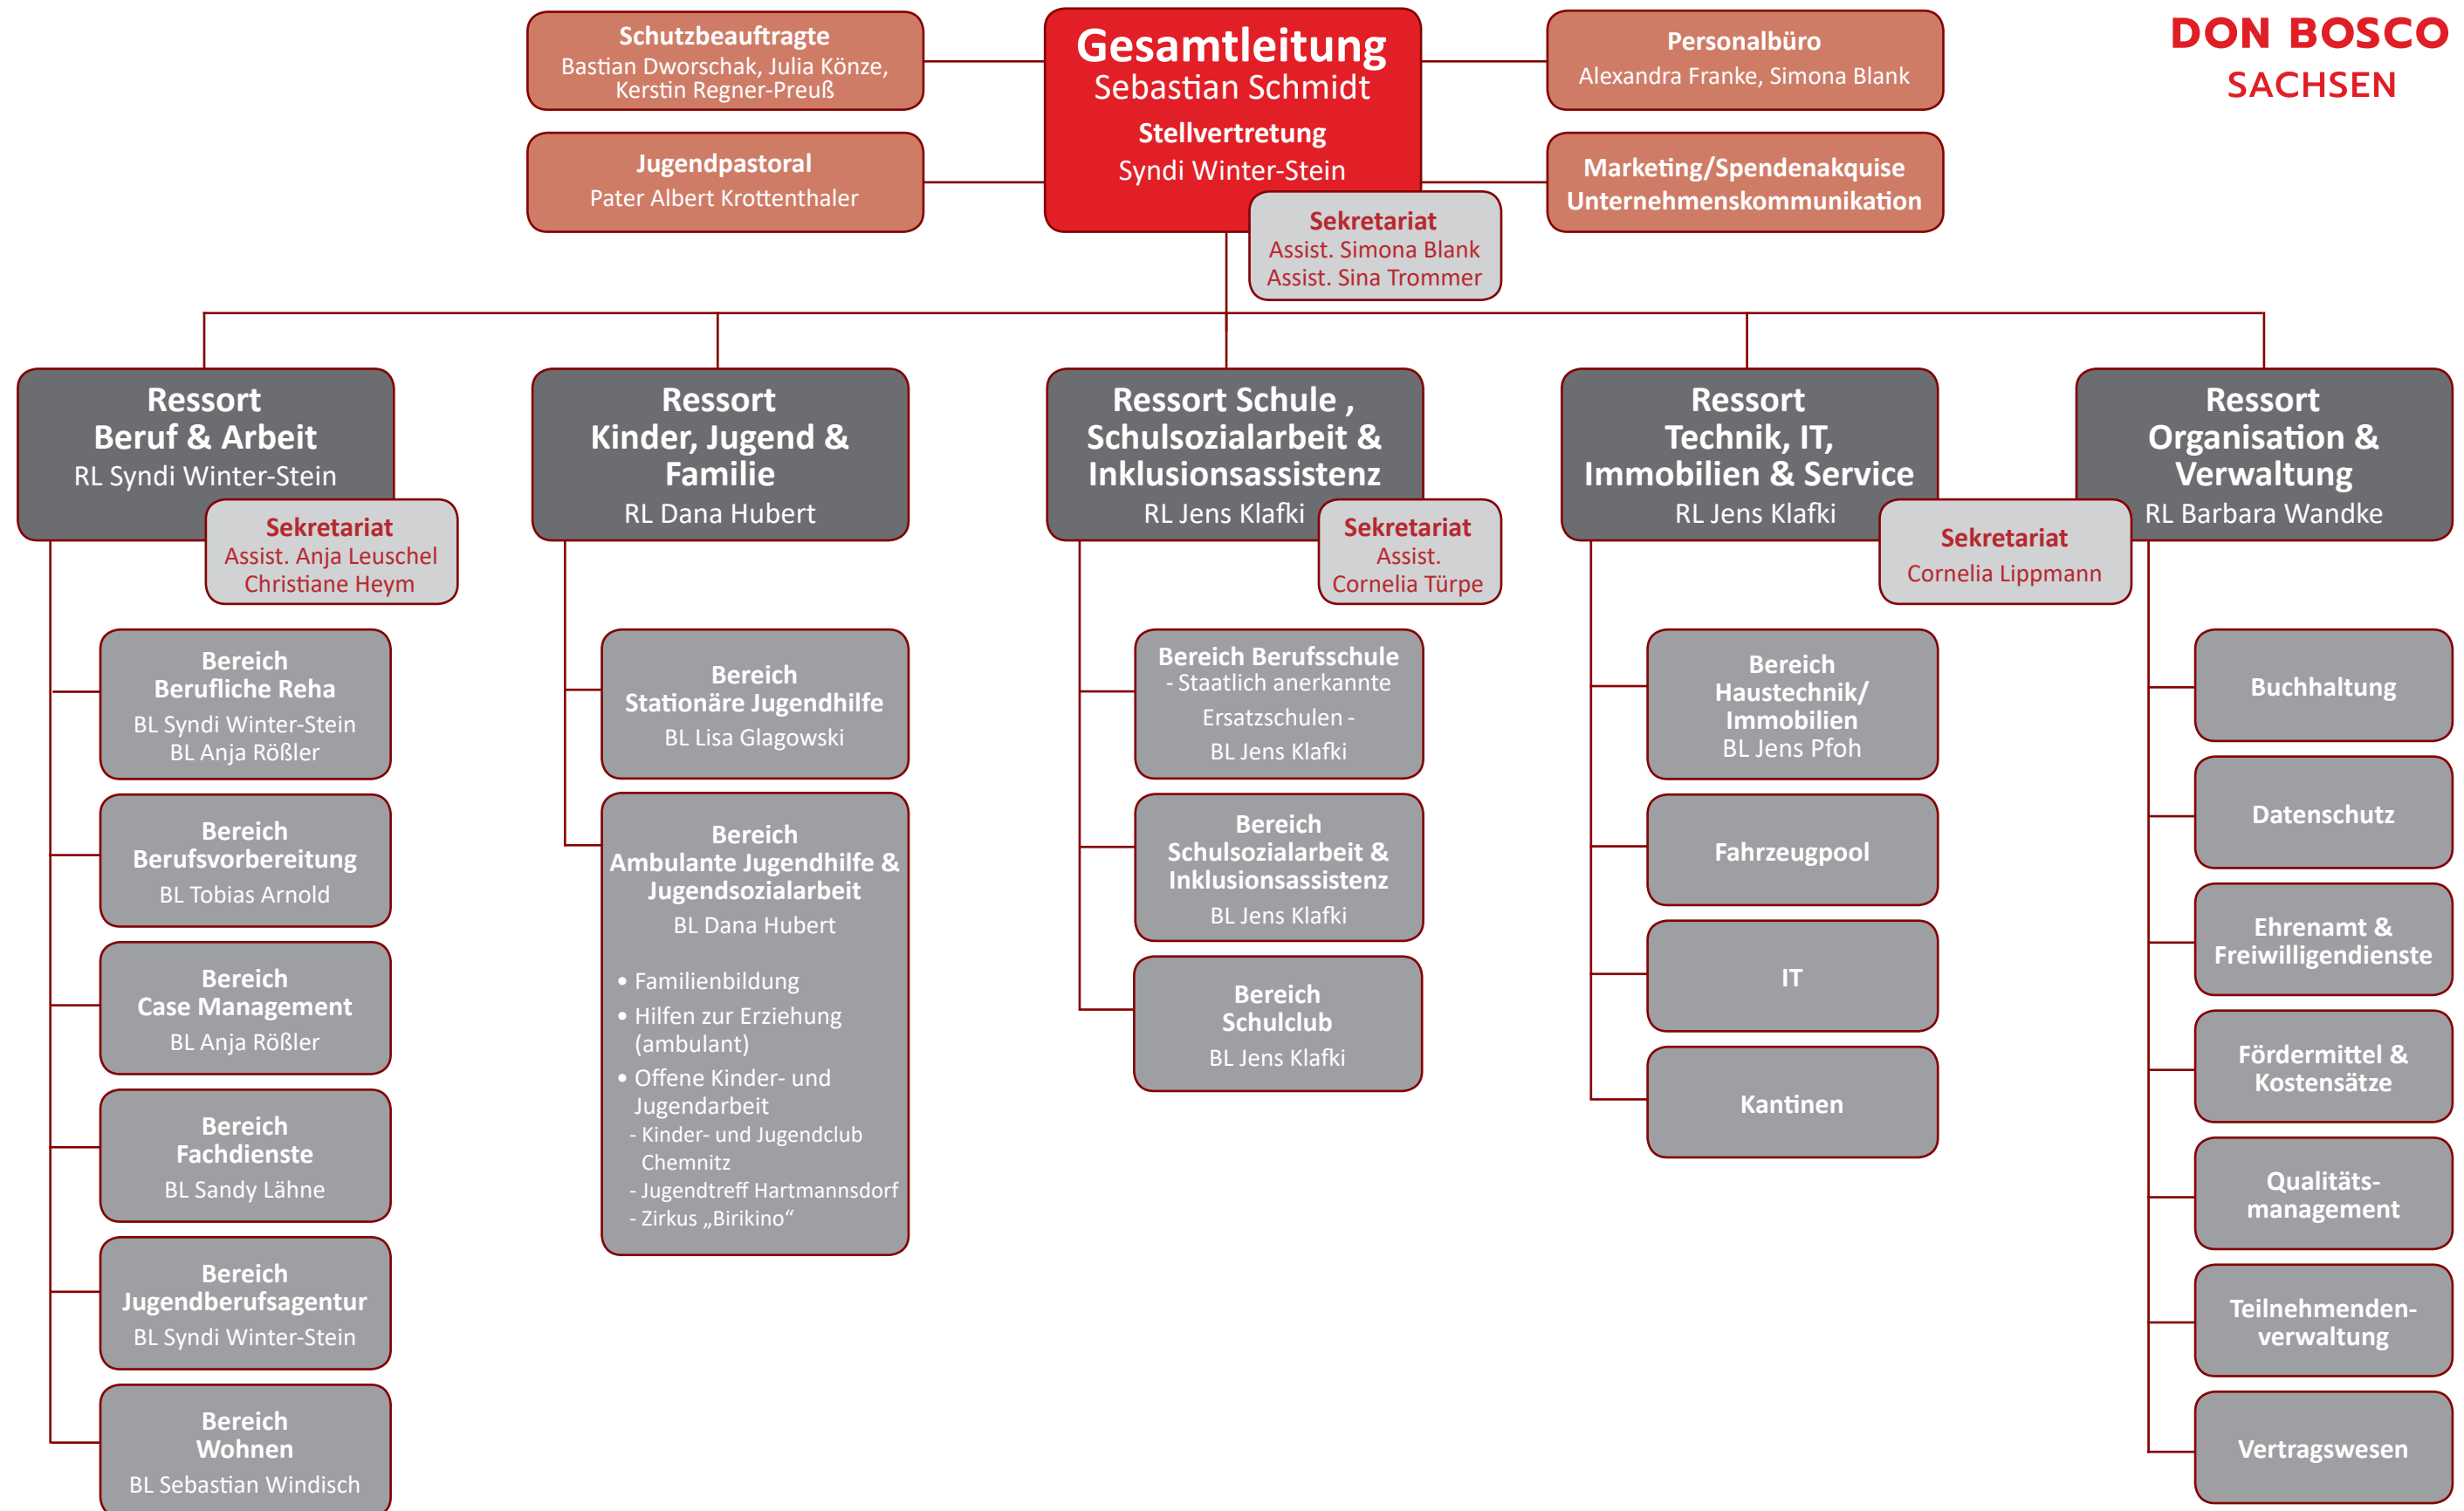 Schutzbeauftragte
Bastian Dworschak, Julia Könze,
Kerstin Regner-Preuß
Jugendpastoral
Pater Albert Krottenthaler
Gesamtleitung
Sebastian Schmidt
Stellvertretung
Syndi Winter-Stein
Sekretariat
Assist. Simona Blank
Assist. Sina Trommer
Personalbüro
Alexandra Franke, Simona Blank
Marketing/Spendenakquise
Unternehmenskommunikation
DON BOSCO
SACHSEN
Ressort
Beruf & Arbeit
RL Syndi Winter-Stein
Sekretariat
Assist. Anja Leuschel
Christiane Heym
Bereich
Berufliche Reha
BL Syndi Winter-Stein
BL Anja Rößler
Bereich
Berufsvorbereitung
BL Tobias Arnold
Bereich
Case Management
BL Anja Rößler
Bereich
Fachdienste
BL Sandy Lähne
Bereich
Jugendberufsagentur
BL Syndi Winter-Stein
Bereich
Wohnen
BL Sebastian Windisch
Ressort
Kinder, Jugend &
Familie
RL Dana Hubert
Bereich
Stationäre Jugendhilfe
BL Lisa Glagowski
Bereich
Ambulante Jugendhilfe &
Jugendsozialarbeit
BL Dana Hubert
• Familienbildung
• Hilfen zur Erziehung
(ambulant)
• Offene Kinder- und
Jugendarbeit
- Kinder- und Jugendclub
Chemnitz
- Jugendtreff Hartmannsdorf
- Zirkus „Birikino“
Ressort Schule ,
Schulsozialarbeit &
Inklusionsassistenz
RL Jens Klafki
Sekretariat
Assist.
Cornelia Türpe
Bereich Berufsschule
- Staatlich anerkannte
Ersatzschulen -
BL Jens Klafki
Bereich
Schulsozialarbeit &
Inklusionsassistenz
BL Jens Klafki
Bereich
Schulclub
BL Jens Klafki
Ressort
Technik, IT,
Immobilien & Service
RL Jens Klafki
Sekretariat
Cornelia Lippmann
Bereich
Haustechnik/
Immobilien
BL Jens Pfoh
Fahrzeugpool
IT
Kantinen
Ressort
Organisation &
Verwaltung
RL Barbara Wandke
Buchhaltung
Datenschutz
Ehrenamt &
Freiwilligendienste
Fördermittel &
Kostensätze
Qualitäts-
management
Teilnehmenden-
verwaltung
Vertragswesen